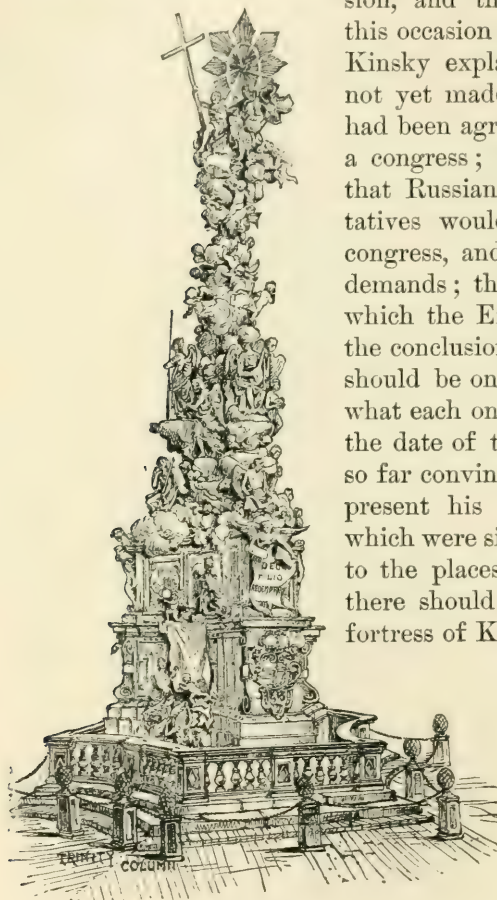 sion, and th
this occasion
Kinsky expla
not yet made
had been agr
a congress;
that Russian
tatives woul
congress, and
demands; th
which the E
the conclusion
should be on
what each on
the date of t
so far convin
present his
which were si
to the places
there should
fortress of K
DEO
FILIO
TRINITY COLUMN